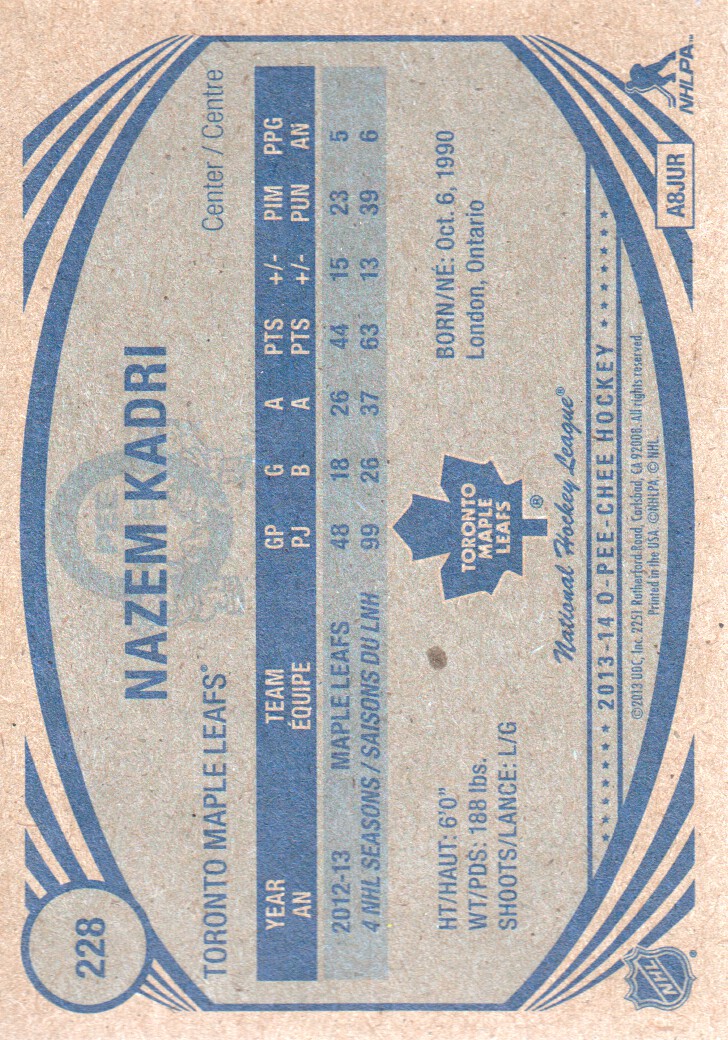 228
NAZEM KADRI
TORONTO MAPLE LEAFS® Center / Centre
YEAR TEAM GP G A PTS +/- PIM PPG
AN ÉQUIPE PJ B A PTS +/- PUN AN
2012-13 MAPLE LEAFS 48 18 26 44 15 23 5
4 NHL SEASONS / SAISONS DU LNH 99 26 37 63 13 39 6
HT/HAUT: 6'0"
WT/PDS: 188 lbs.
SHOOTS/LANCE: L/G
TORONTO
MAPLE
LEAFS
®
BORN/NÉ: Oct. 6, 1990
London, Ontario
National Hockey League®
******* 2013-14 O-PEE-CHEE HOCKEY *******
©2013 UDC, Inc. 2251 Rutherford Road, Carlsbad, CA 92008. All rights reserved.
Printed in the USA. ©NHLPA, © NHL.
NHL®
A8JUR
NHLPA™